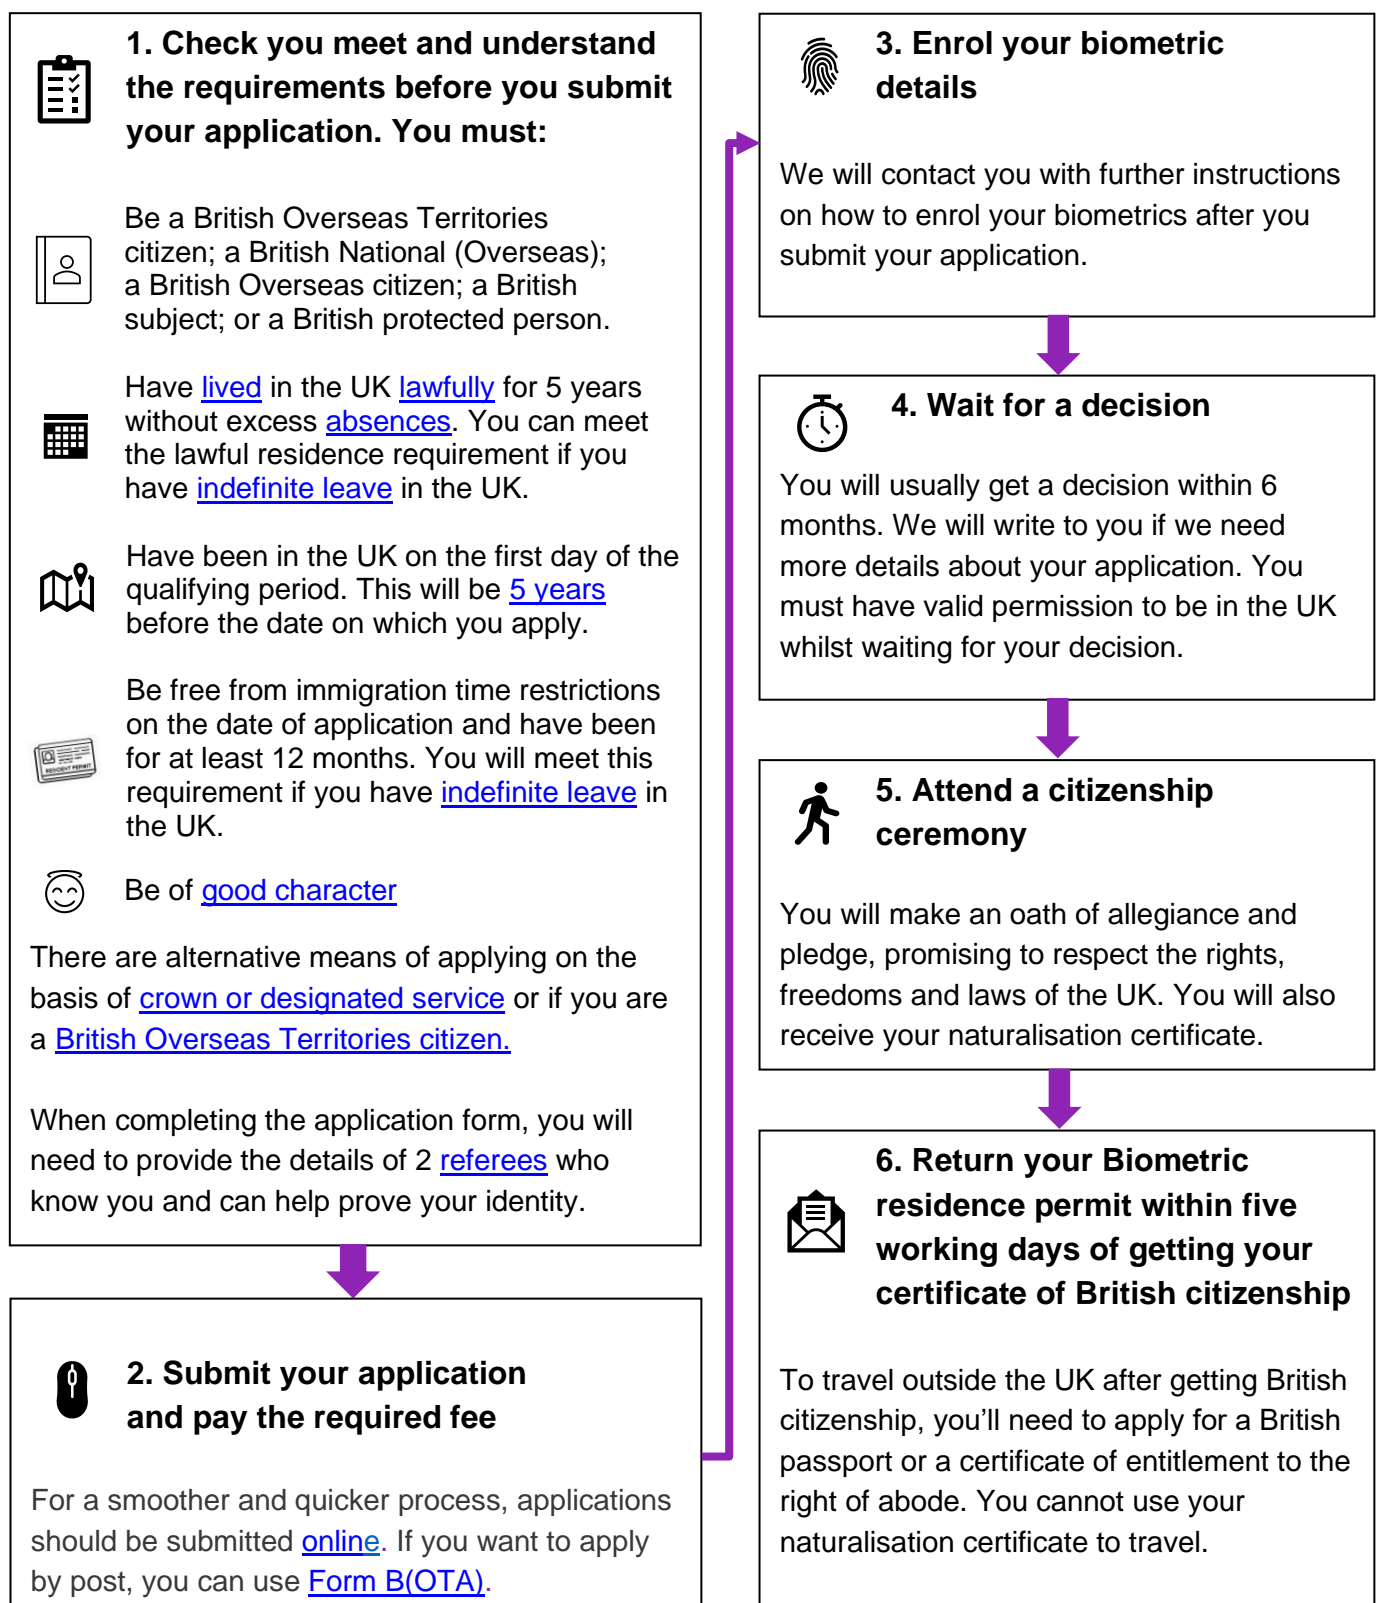 1. Check you meet and understand
the requirements before you submit
your application. You must:
Be a British Overseas Territories
citizen; a British National (Overseas);
a British Overseas citizen; a British
subject; or a British protected person.
Have lived in the UK lawfully for 5 years
without excess absences. You can meet
the lawful residence requirement if you
have indefinite leave in the UK.
Have been in the UK on the first day of the
qualifying period. This will be 5 years
before the date on which you apply.
Be free from immigration time restrictions
on the date of application and have been
for at least 12 months. You will meet this
requirement if you have indefinite leave in
the UK.
RESIDENT PERMIT
Be of good character
There are alternative means of applying on the
basis of crown or designated service or if you are
a British Overseas Territories citizen.
When completing the application form, you will
need to provide the details of 2 referees who
know you and can help prove your identity.
2. Submit your application
and pay the required fee
For a smoother and quicker process, applications
should be submitted online. If you want to apply
by post, you can use Form B(OTA).
3. Enrol your biometric
details
We will contact you with further instructions
on how to enrol your biometrics after you
submit your application.
4. Wait for a decision
You will usually get a decision within 6
months. We will write to you if we need
more details about your application. You
must have valid permission to be in the UK
whilst waiting for your decision.
5. Attend a citizenship
ceremony
You will make an oath of allegiance and
pledge, promising to respect the rights,
freedoms and laws of the UK. You will also
receive your naturalisation certificate.
6. Return your Biometric
residence permit within five
working days of getting your
certificate of British citizenship
To travel outside the UK after getting British
citizenship, you’ll need to apply for a British
passport or a certificate of entitlement to the
right of abode. You cannot use your
naturalisation certificate to travel.